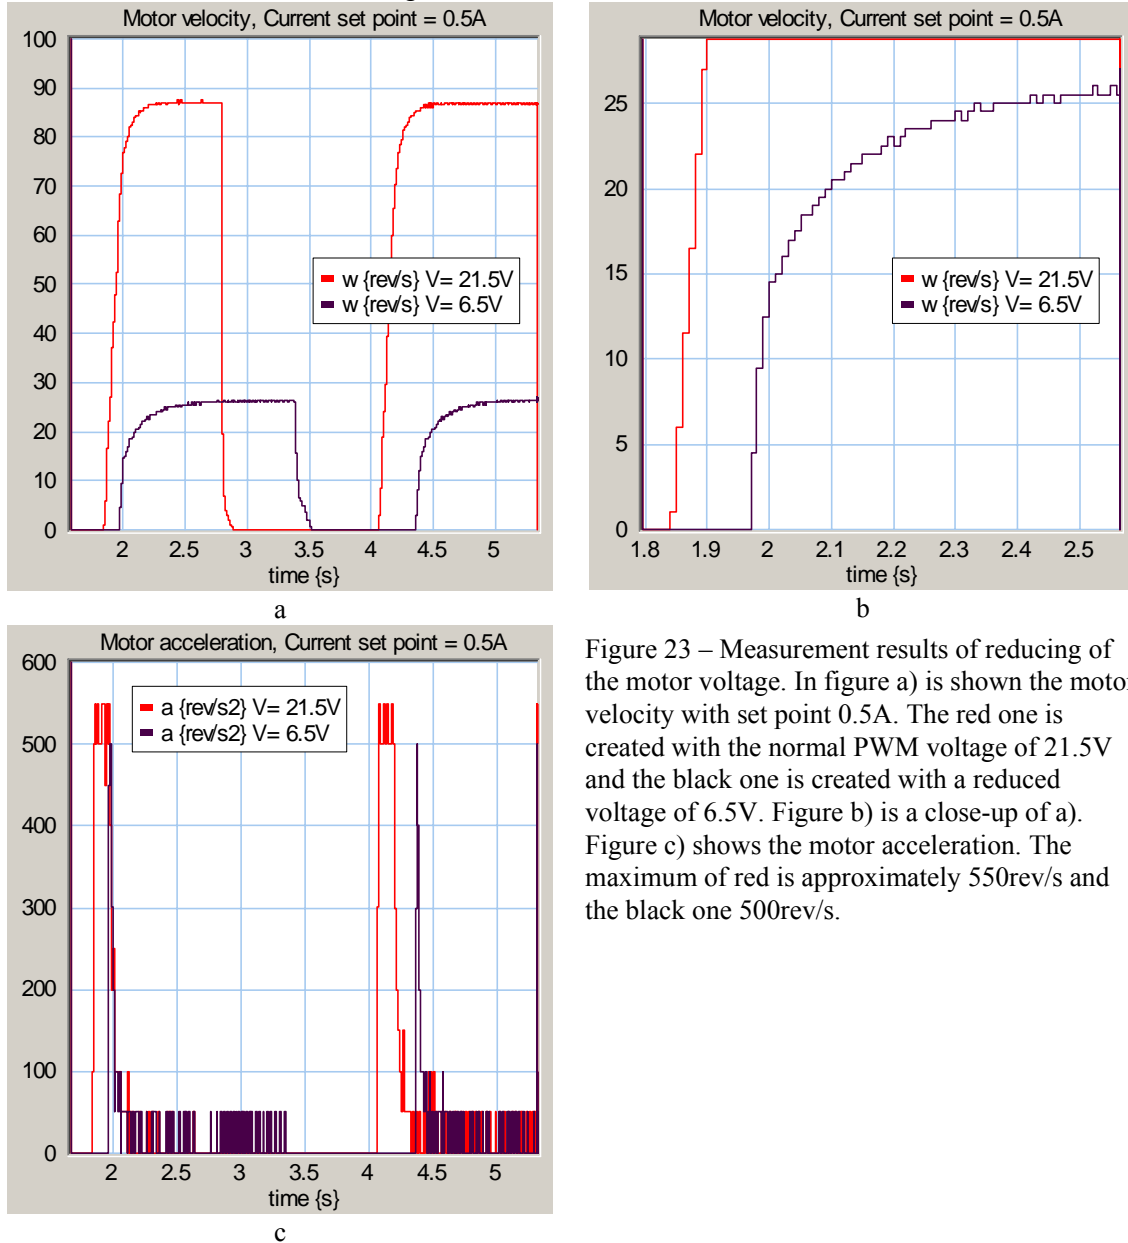 Motor velocity, Current set point = 0.5A
100
90
80
70
60
50
40
30
20
10
0
w {rev/s} V= 21.5V
w {rev/s} V= 6.5V
2 2.5 3 3.5 4 4.5 5
time {s}
a
Motor velocity, Current set point = 0.5A
25
20
15
10
5
0
w {rev/s} V= 21.5V
w {rev/s} V= 6.5V
1.8 1.9 2 2.1 2.2 2.3 2.4 2.5
time {s}
b
Motor acceleration, Current set point = 0.5A
600
500
400
300
200
100
0
a {rev/s2} V= 21.5V
a {rev/s2} V= 6.5V
2 2.5 3 3.5 4 4.5 5
time {s}
c
Figure 23 – Measurement results of reducing of
the motor voltage. In figure a) is shown the motor
velocity with set point 0.5A. The red one is
created with the normal PWM voltage of 21.5V
and the black one is created with a reduced
voltage of 6.5V. Figure b) is a close-up of a).
Figure c) shows the motor acceleration. The
maximum of red is approximately 550rev/s and
the black one 500rev/s.